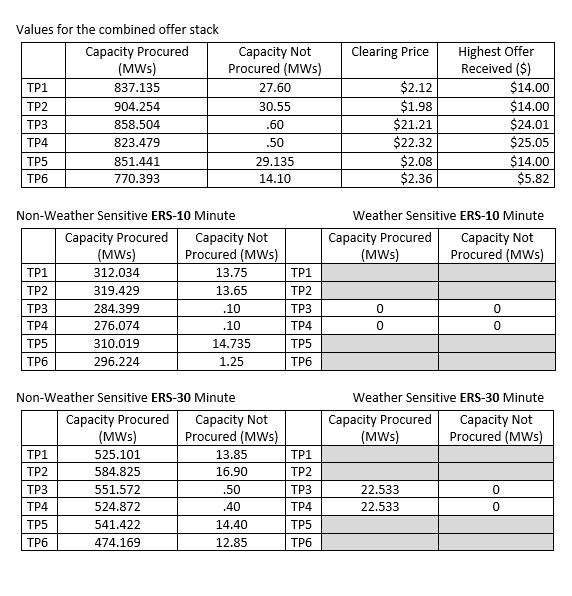 Values for the combined offer stack
Capacity Procured (MWs) Capacity Not Procured (MWs) Clearing Price Highest Offer Received ($)
TP1 837.135 27.60 $2.12 $14.00
TP2 904.254 30.55 $1.98 $14.00
TP3 858.504 .60 $21.21 $24.01
TP4 823.479 .50 $22.32 $25.05
TP5 851.441 29.135 $2.08 $14.00
TP6 770.393 14.10 $2.36 $5.82
Non-Weather Sensitive ERS-10 Minute Weather Sensitive ERS-10 Minute
Capacity Procured (MWs) Capacity Not Procured (MWs) Capacity Procured (MWs) Capacity Not Procured (MWs)
TP1 312.034 13.75 TP1
TP2 319.429 13.65 TP2
TP3 284.399 .10 TP3 0 0
TP4 276.074 .10 TP4 0 0
TP5 310.019 14.735 TP5
TP6 296.224 1.25 TP6
Non-Weather Sensitive ERS-30 Minute Weather Sensitive ERS-30 Minute
Capacity Procured (MWs) Capacity Not Procured (MWs) Capacity Procured (MWs) Capacity Not Procured (MWs)
TP1 525.101 13.85 TP1
TP2 584.825 16.90 TP2
TP3 551.572 .50 TP3 22.533 0
TP4 524.872 .40 TP4 22.533 0
TP5 541.422 14.40 TP5
TP6 474.169 12.85 TP6